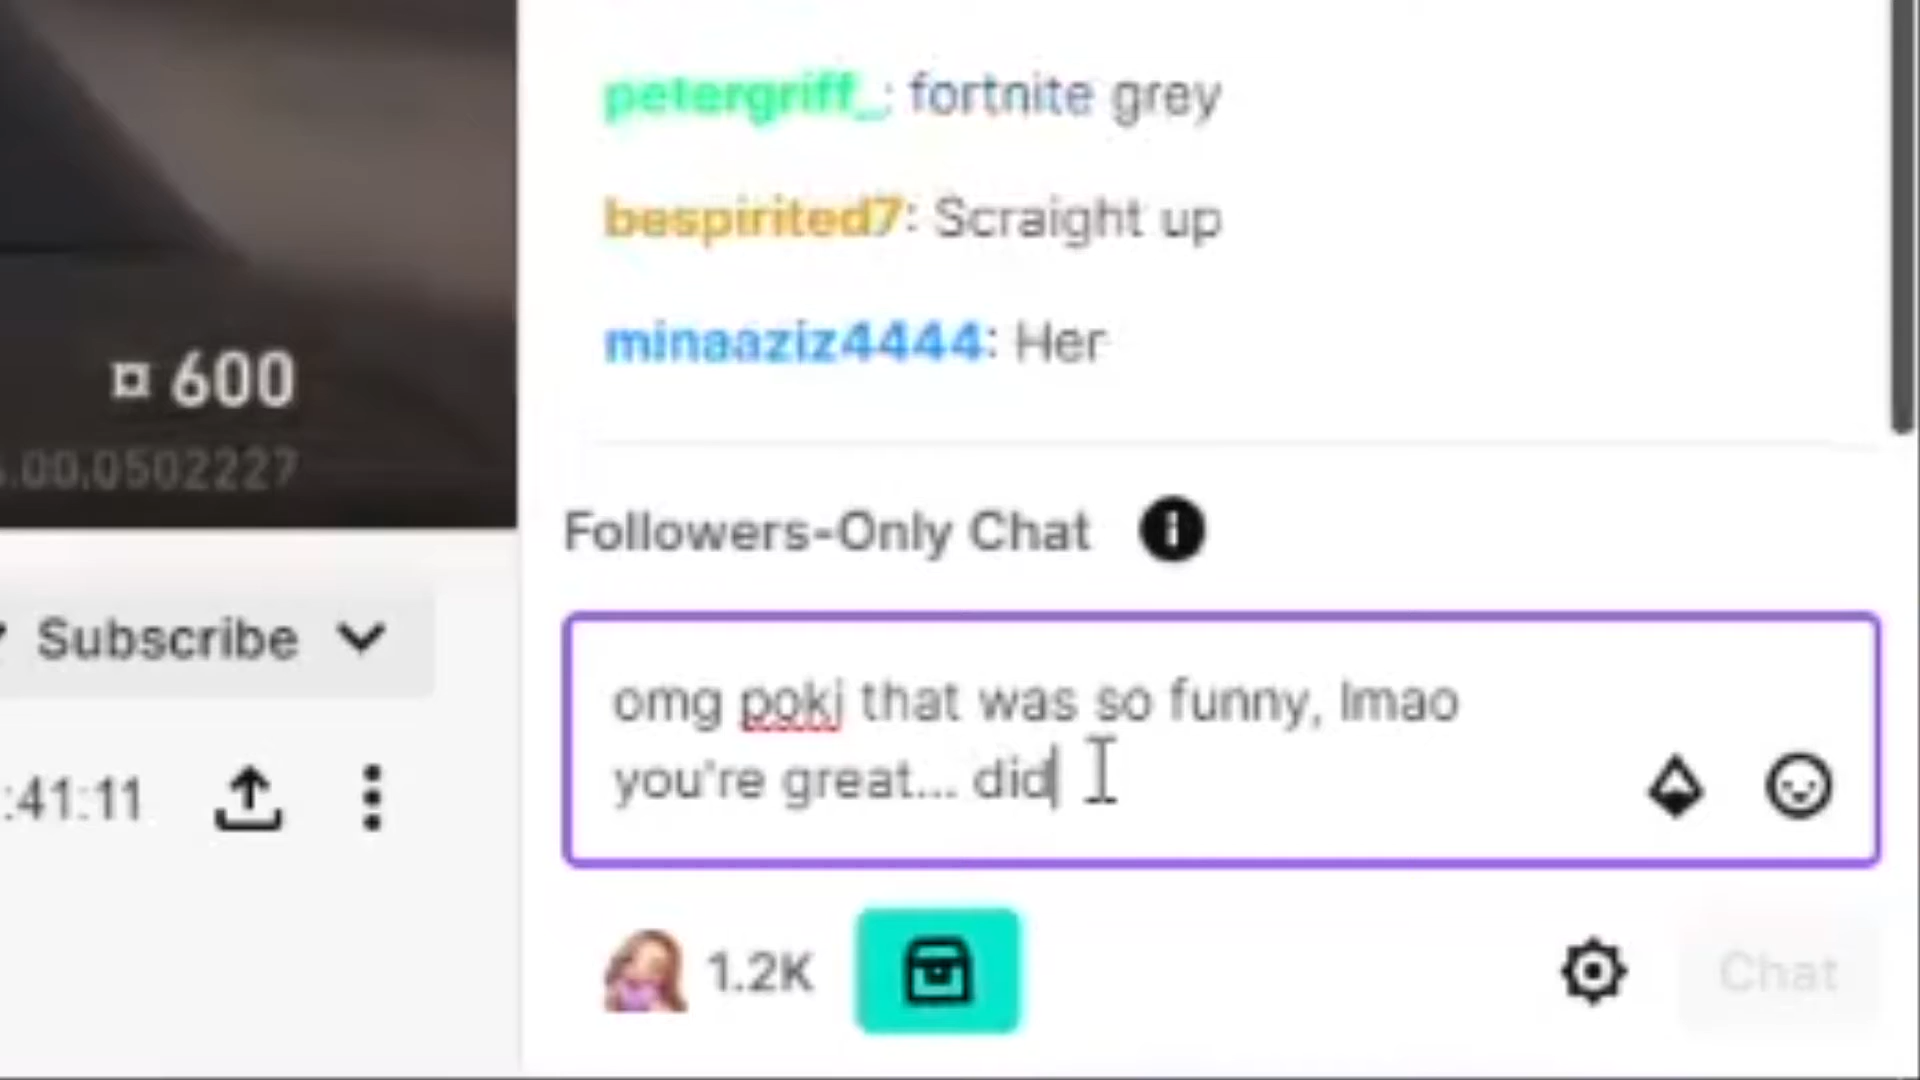 petergriff_: fortnite grey
bespirited7: Scraight up
minaaziz4444: Her
¤ 600
.00.0502227
Followers-Only Chat
Subscribe
omg poki that was so funny, lmao
you're great... did
:41:11
1.2K
Chat